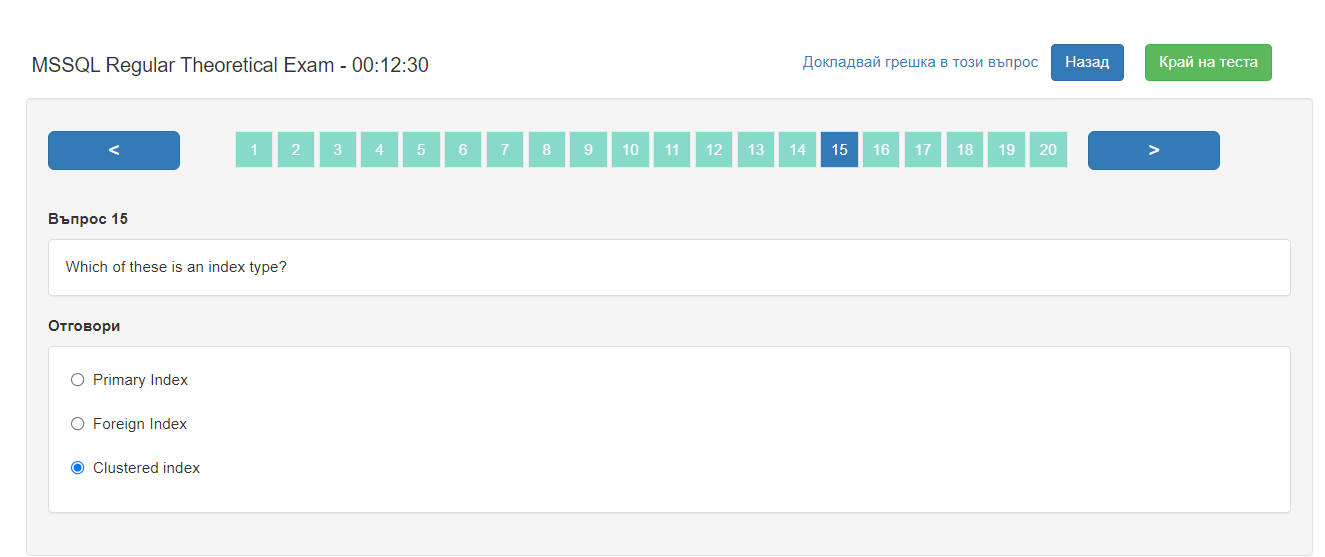 MSSQL Regular Theoretical Exam - 00:12:30
Докладвай грешка в този въпрос
Назад
Край на теста
< 1 2 3 4 5 6 7 8 9 10 11 12 13 14 15 16 17 18 19 20 >
Въпрос 15
Which of these is an index type?
Отговори
Primary Index
Foreign Index
Clustered index